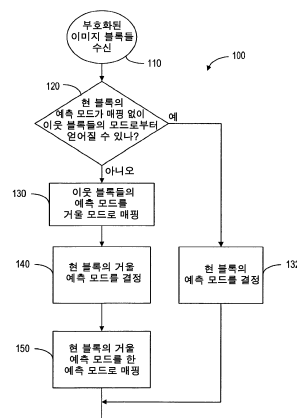 부호화된
이미지 블록들
수신
110
100
120
현 블록의
예측 모드가 매핑 없이
이웃 블록들의 모드로부터
얻어질 수 있나?
예
아니오
130
이웃 블록들의
예측 모드를
거울 모드로 매핑
140
현 블록의 거울
예측 모드를 결정
현 블록의
예측 모드를 결정
132
150
현 블록의 거울
예측 모드를 한
예측 모드로 매핑